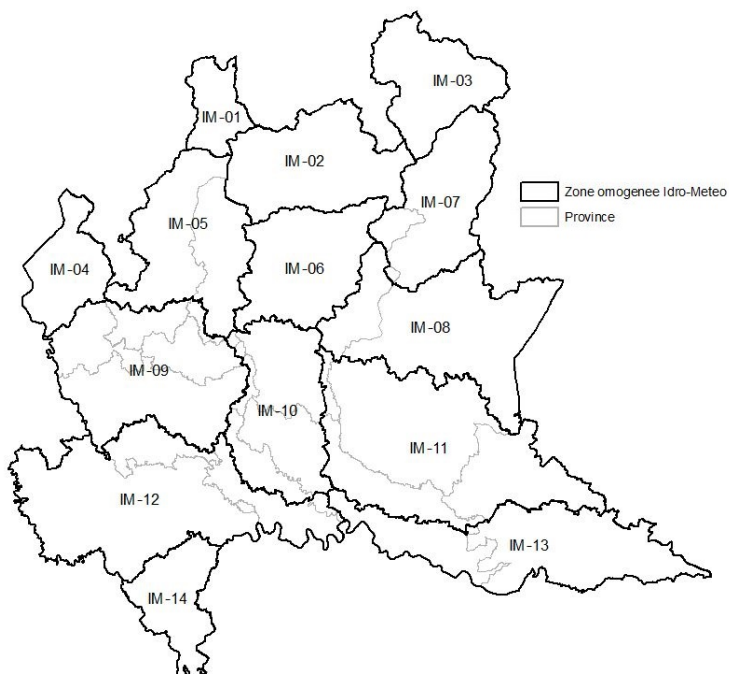 IM-03
IM-01
IM-02
Zone omogenee Idro-Meteo
IM-07
Province
IM-05
IM-04
IM-06
IM-08
IM-09
IM-10
IM-11
IM-12
IM-13
IM-14